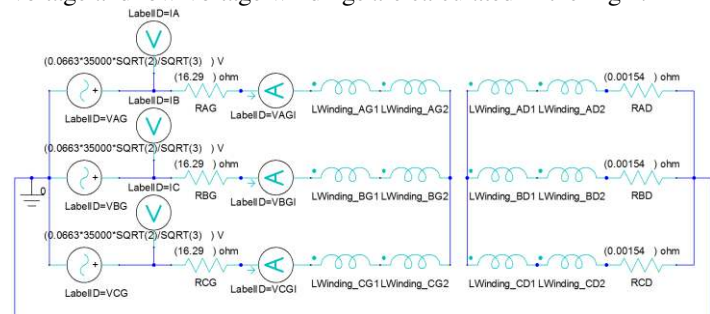 LabelID=IA
(0.0663*35000*SQRT(2)/SQRT(3) ) V
(16.29 ) ohm
(0.00154 ) ohm
LabelID=VAG
LabelID=IB
RAG
LabelID=VAGI
LWinding_AG1
LWinding_AG2
LWinding_AD1
LWinding_AD2
RAD
(0.0663*35000*SQRT(2)/SQRT(3) ) V
(16.29 ) ohm
(0.00154 ) ohm
0
LabelID=VBG
LabelID=IC
RBG
LabelID=VBGI
LWinding_BG1
LWinding_BG2
LWinding_BD1
LWinding_BD2
RBD
(0.0663*35000*SQRT(2)/SQRT(3) ) V
(16.29 ) ohm
(0.00154 ) ohm
LabelID=VCG
RCG
LabelID=VCGI
LWinding_CG1
LWinding_CG2
LWinding_CD1
LWinding_CD2
RCD